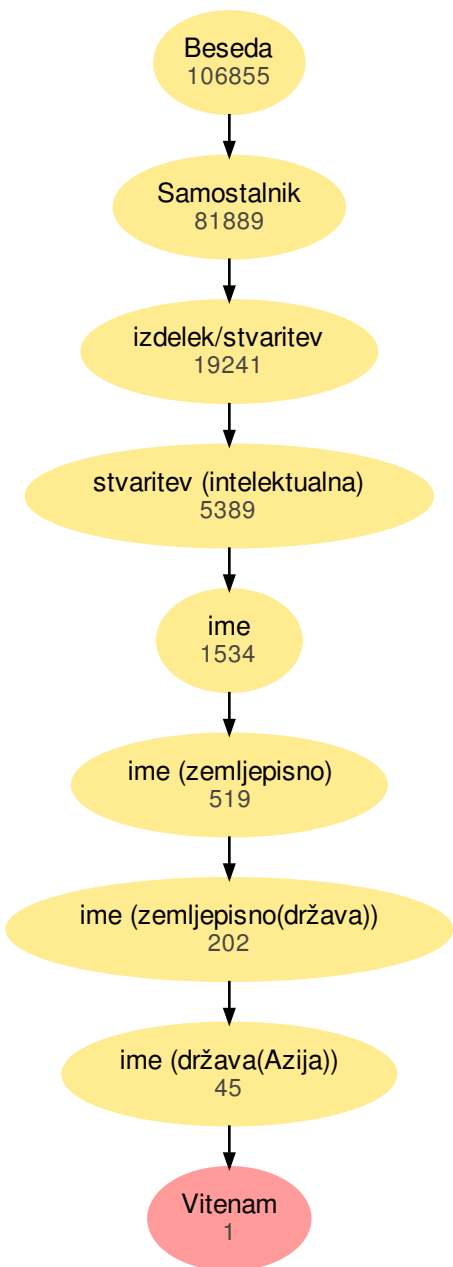 Beseda
106855
Samostalnik
81889
izdelek/stvaritev
19241
stvaritev (intelektualna)
5389
ime
1534
ime (zemljepisno)
519
ime (zemljepisno(država))
202
ime (država(Azija))
45
Vitenam
1